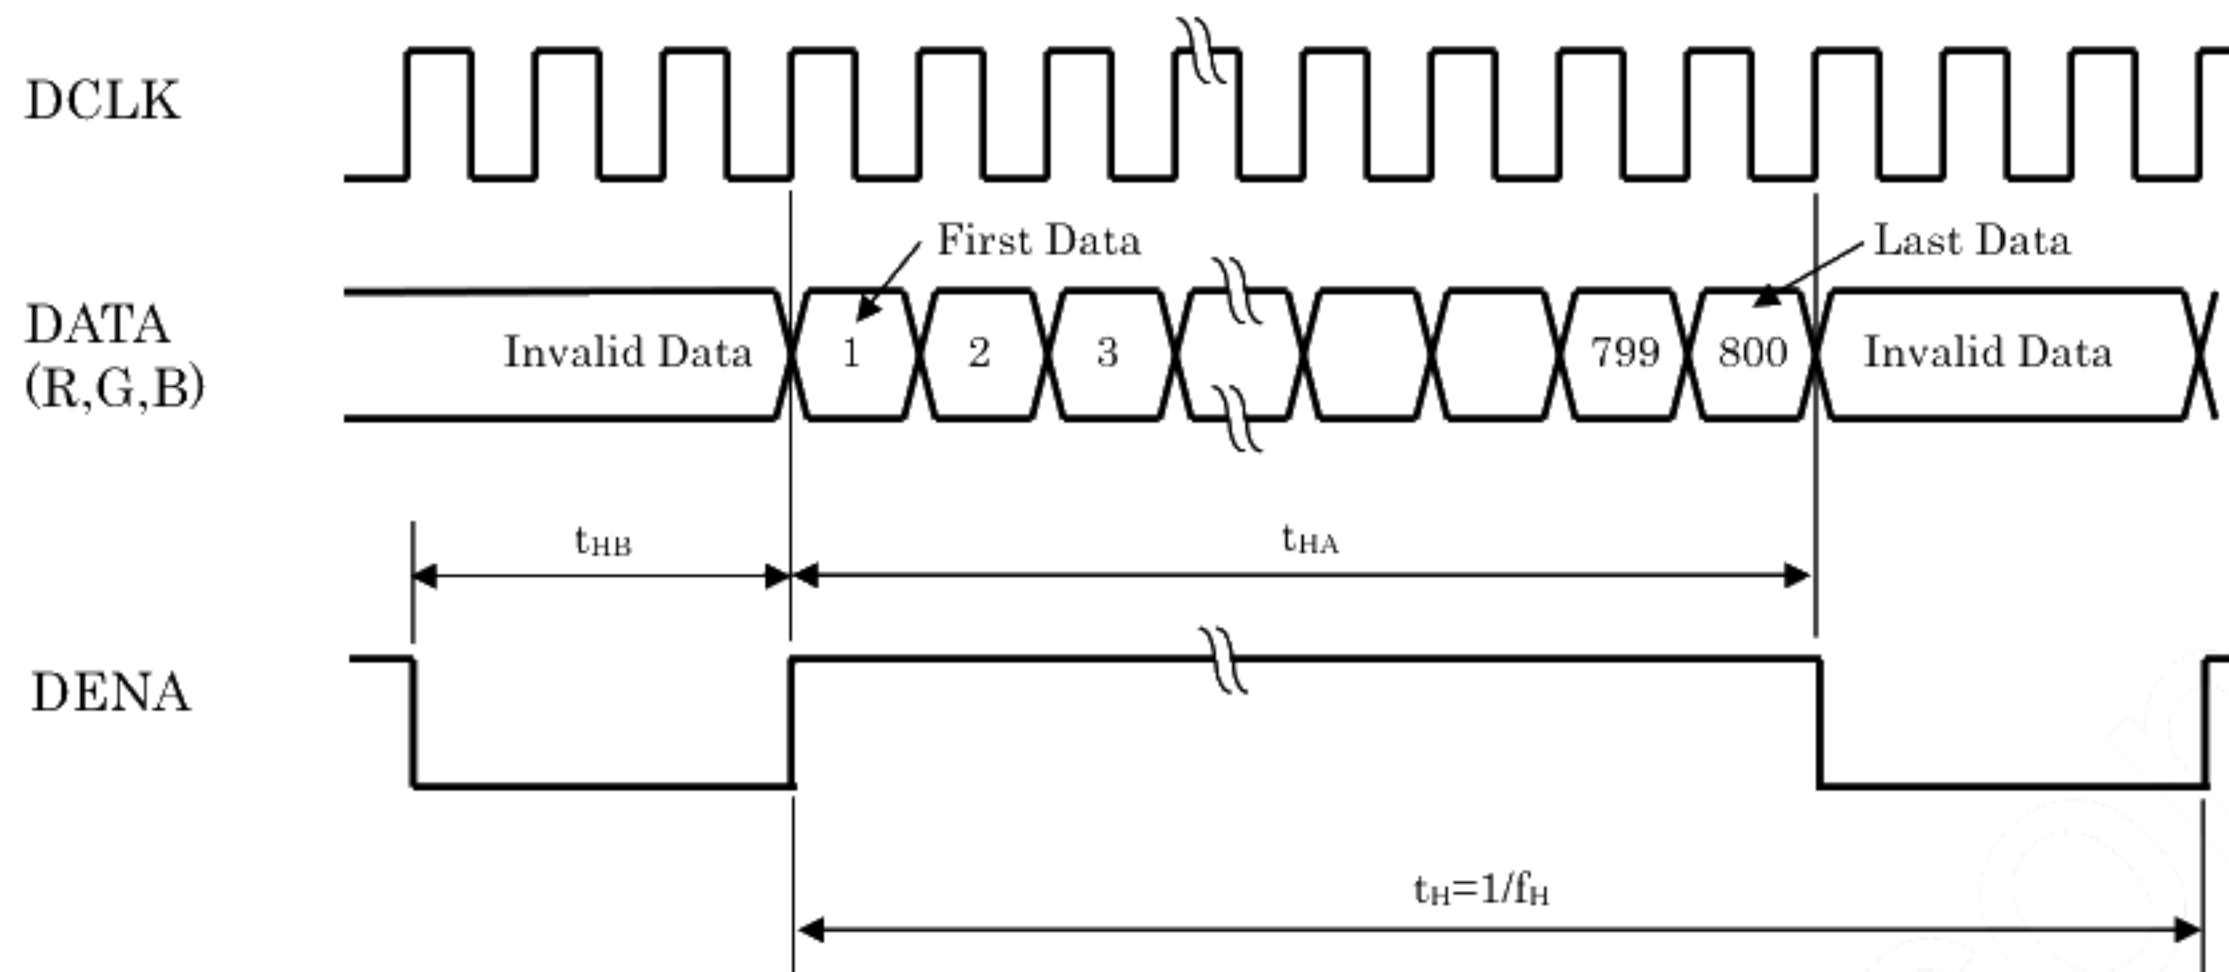 DCLK
First Data
Last Data
DATA
(R,G,B)
Invalid Data
1
2
3
799
800
Invalid Data
tHB
tHA
DENA
tH=1/fH